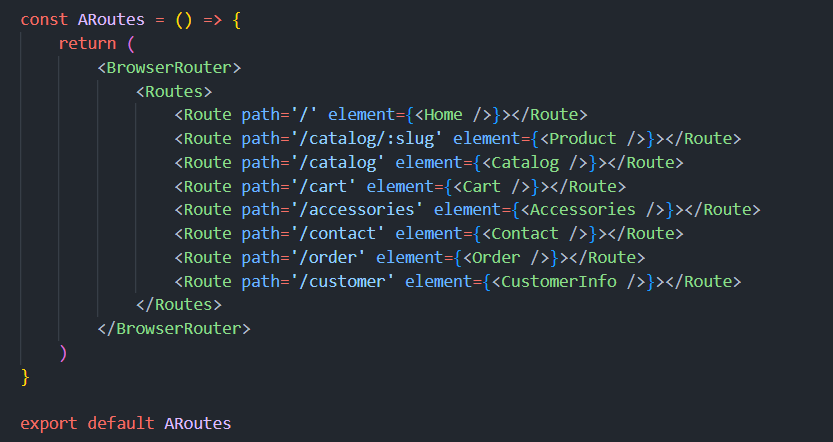 const ARoutes = () => {
    return (
        <BrowserRouter>
            <Routes>
                <Route path='/' element={<Home />}></Route>
                <Route path='/catalog/:slug' element={<Product />}></Route>
                <Route path='/catalog' element={<Catalog />}></Route>
                <Route path='/cart' element={<Cart />}></Route>
                <Route path='/accessories' element={<Accessories />}></Route>
                <Route path='/contact' element={<Contact />}></Route>
                <Route path='/order' element={<Order />}></Route>
                <Route path='/customer' element={<CustomerInfo />}></Route>
            </Routes>
        </BrowserRouter>
    )
}

export default ARoutes